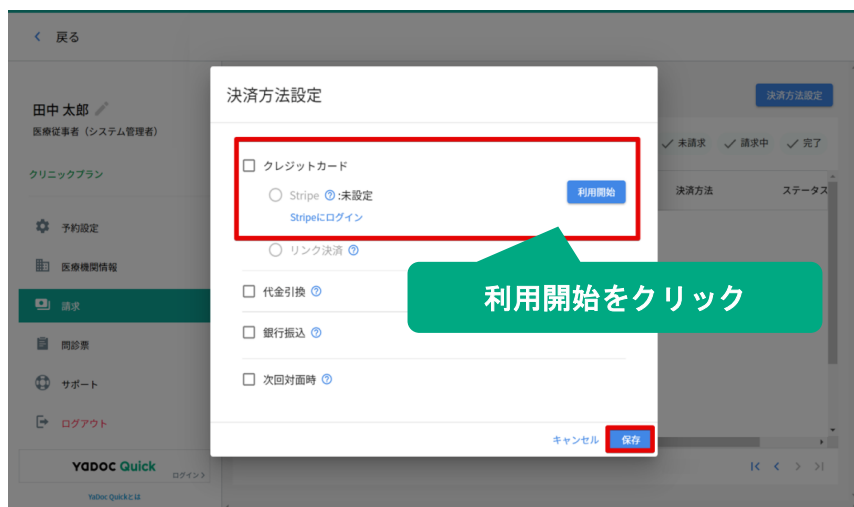 戻る
田中 太郎
医療従事者（システム管理者）
クリニックプラン
予約設定
医療機関情報
請求
問診票
サポート
ログアウト
YaDOC Quick
ログイン >
YaDoc Quickとは
決済方法設定
未請求 請求中 完了
決済方法 ステータス
決済方法設定
クレジットカード
Stripe :未設定
利用開始
Stripeにログイン
リンク決済
代金引換
銀行振込
次回対面時
キャンセル 保存
利用開始をクリック